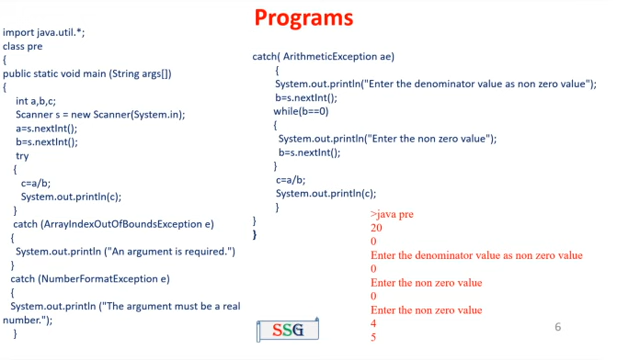 Programs
import java.util.*;
class pre
{
public static void main (String args[])
{
int a,b,c;
Scanner s = new Scanner(System.in);
a=s.nextInt();
b=s.nextInt();
try
{
c=a/b;
System.out.println(c);
}
catch (ArrayIndexOutOfBoundsException e)
{
System.out.println ("An argument is required.")
}
catch (NumberFormatException e)
{
System.out.println ("The argument must be a real
number.");
}
catch( ArithmeticException ae)
{
System.out.println("Enter the denominator value as non zero value");
b=s.nextInt();
while(b==0)
{
System.out.println("Enter the non zero value");
b=s.nextInt();
}
c=a/b;
System.out.println(c);
}
}
}
>java pre
20
0
Enter the denominator value as non zero value
0
Enter the non zero value
0
Enter the non zero value
4
5
SSG
6